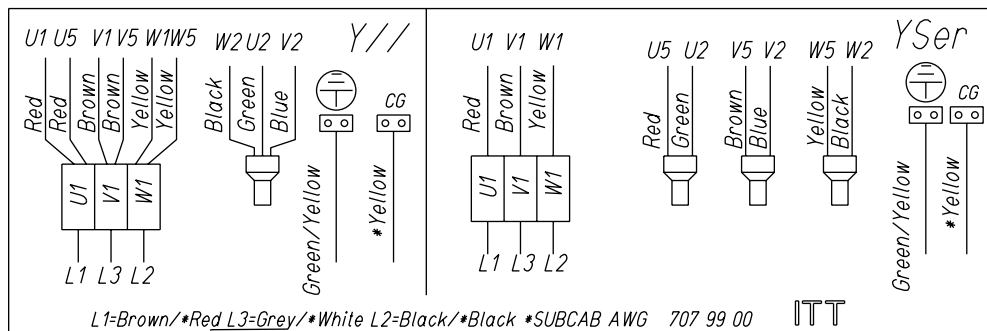 U1 U5 V1 V5 W1 W5 W2 U2 V2 Y//
Red Red Brown Brown Yellow Yellow Black Green Blue CG
U1 V1 W1 Green/Yellow *Yellow
L1 L3 L2
U1 V1 W1 U5 U2 V5 V2 W5 W2 YSer
Red Brown Yellow Red Green Brown Blue Yellow Black CG
U1 V1 W1 Green/Yellow *Yellow
L1 L3 L2
L1=Brown/*Red L3=Grey/*White L2=Black/*Black *SUBCAB AWG 707 99 00 ITT